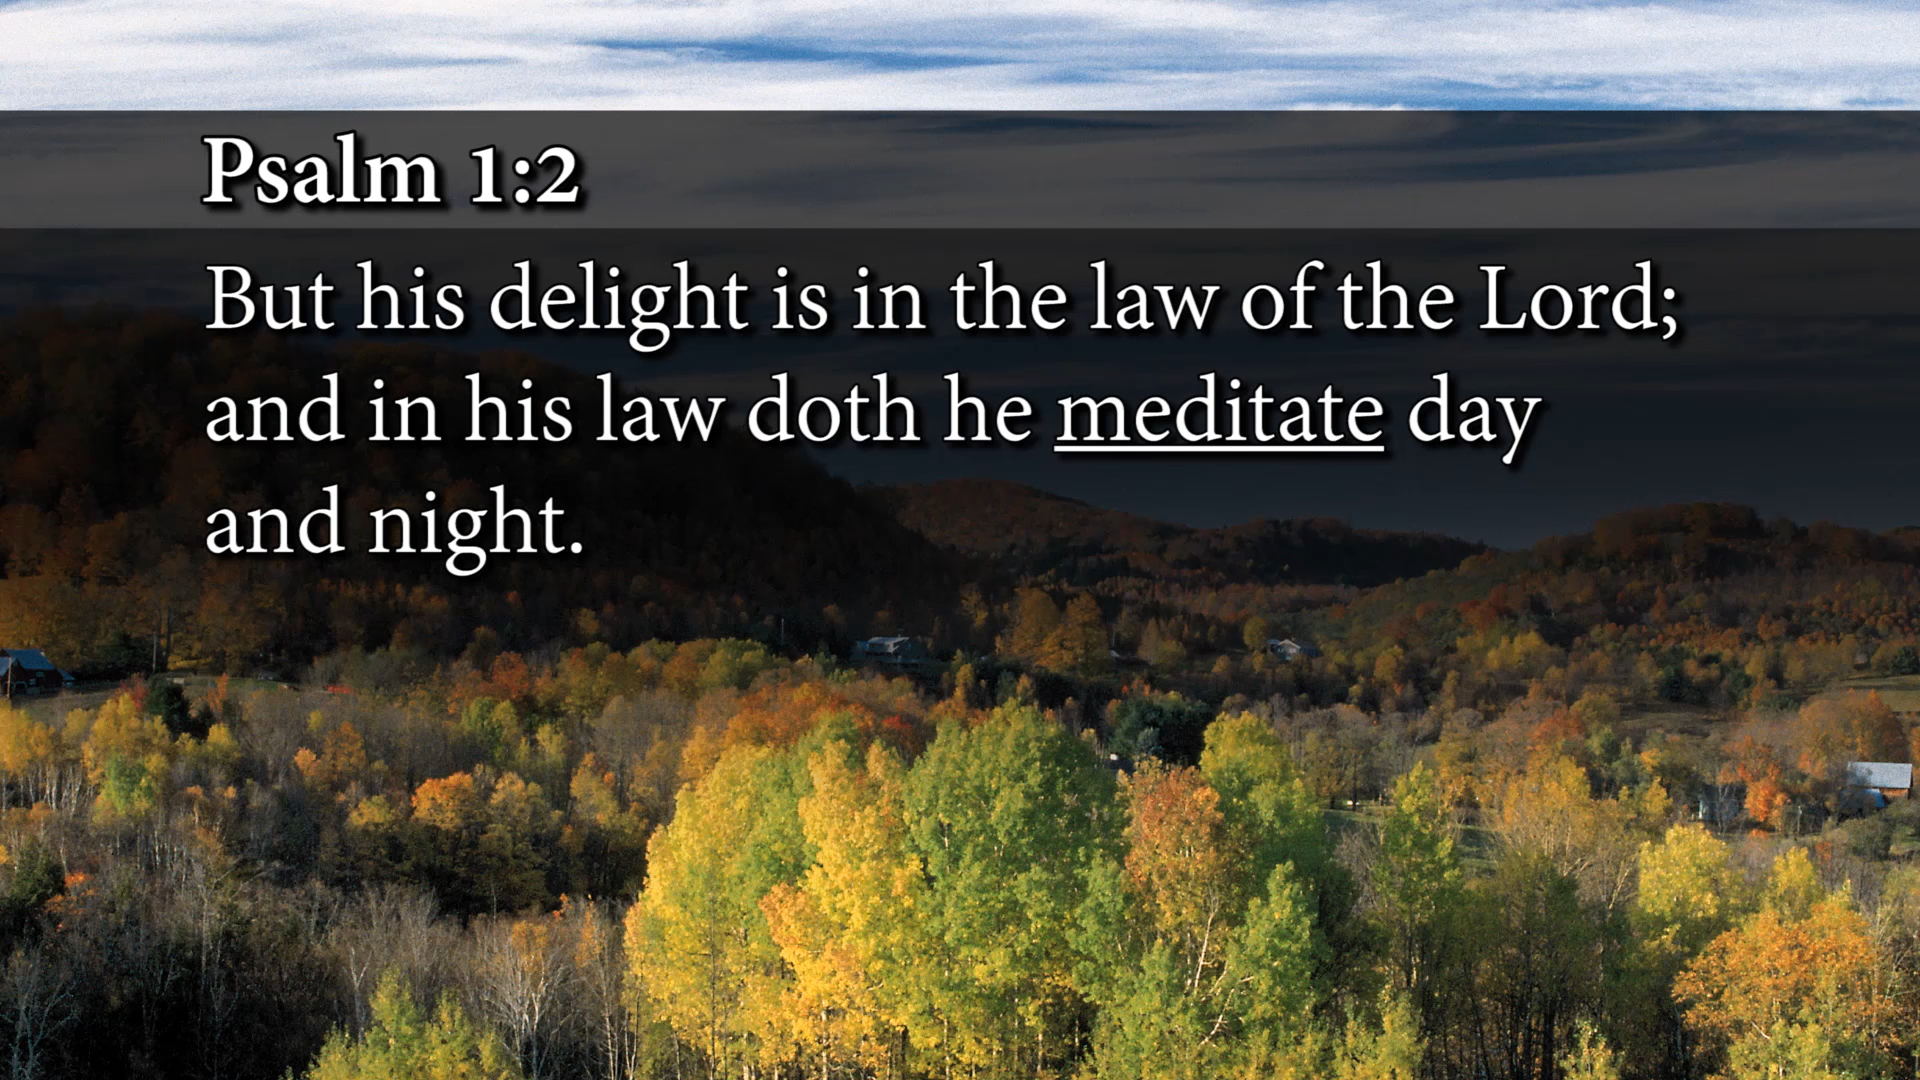 Psalm 1:2
But his delight is in the law of the Lord;
and in his law doth he meditate day
and night.